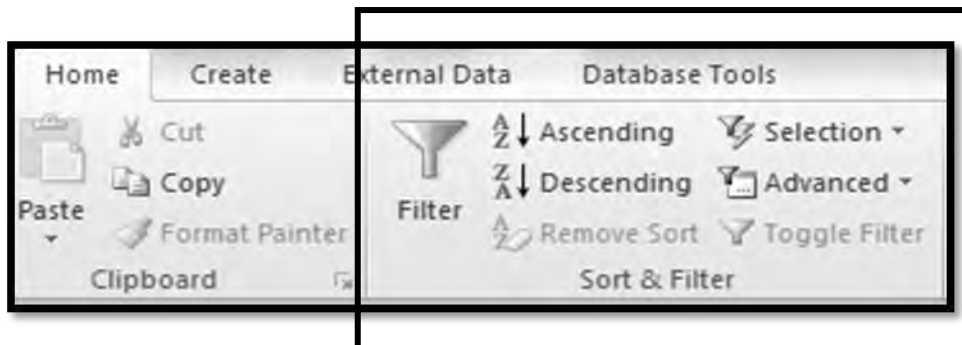 Home Create External Data Database Tools
Cut Ascending Selection
Copy Descending Advanced
Paste Filter
Format Painter Remove Sort Toggle Filter
Clipboard Sort & Filter